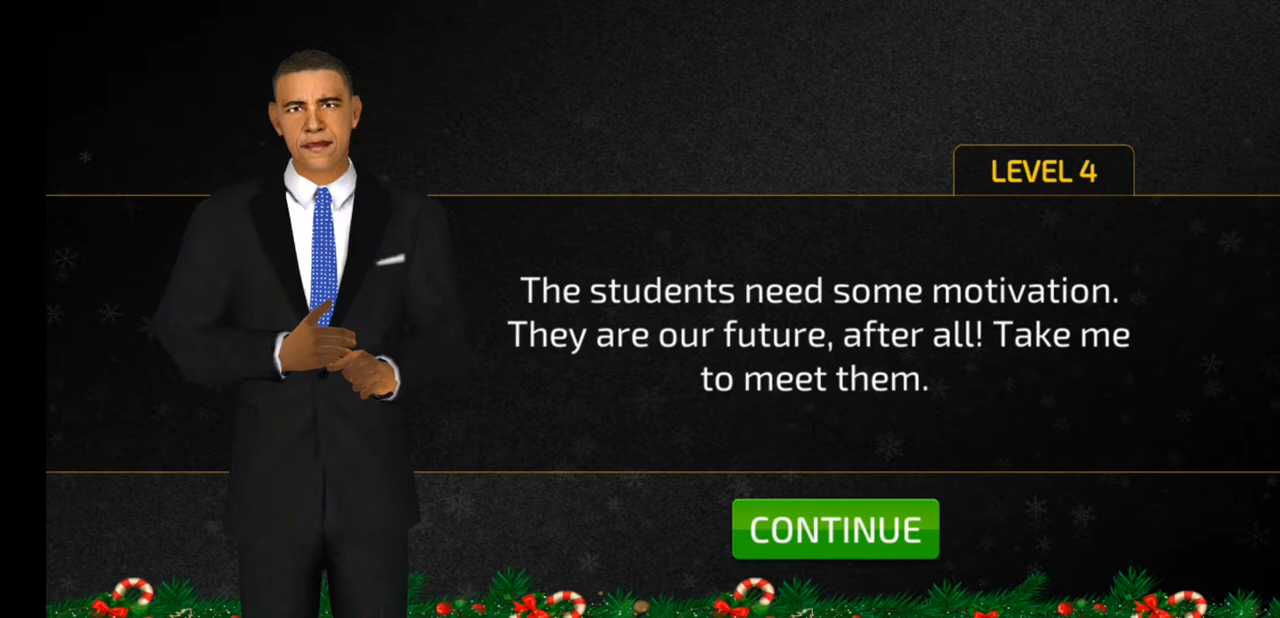 LEVEL 4
The students need some motivation.
They are our future, after all! Take me
to meet them.
CONTINUE